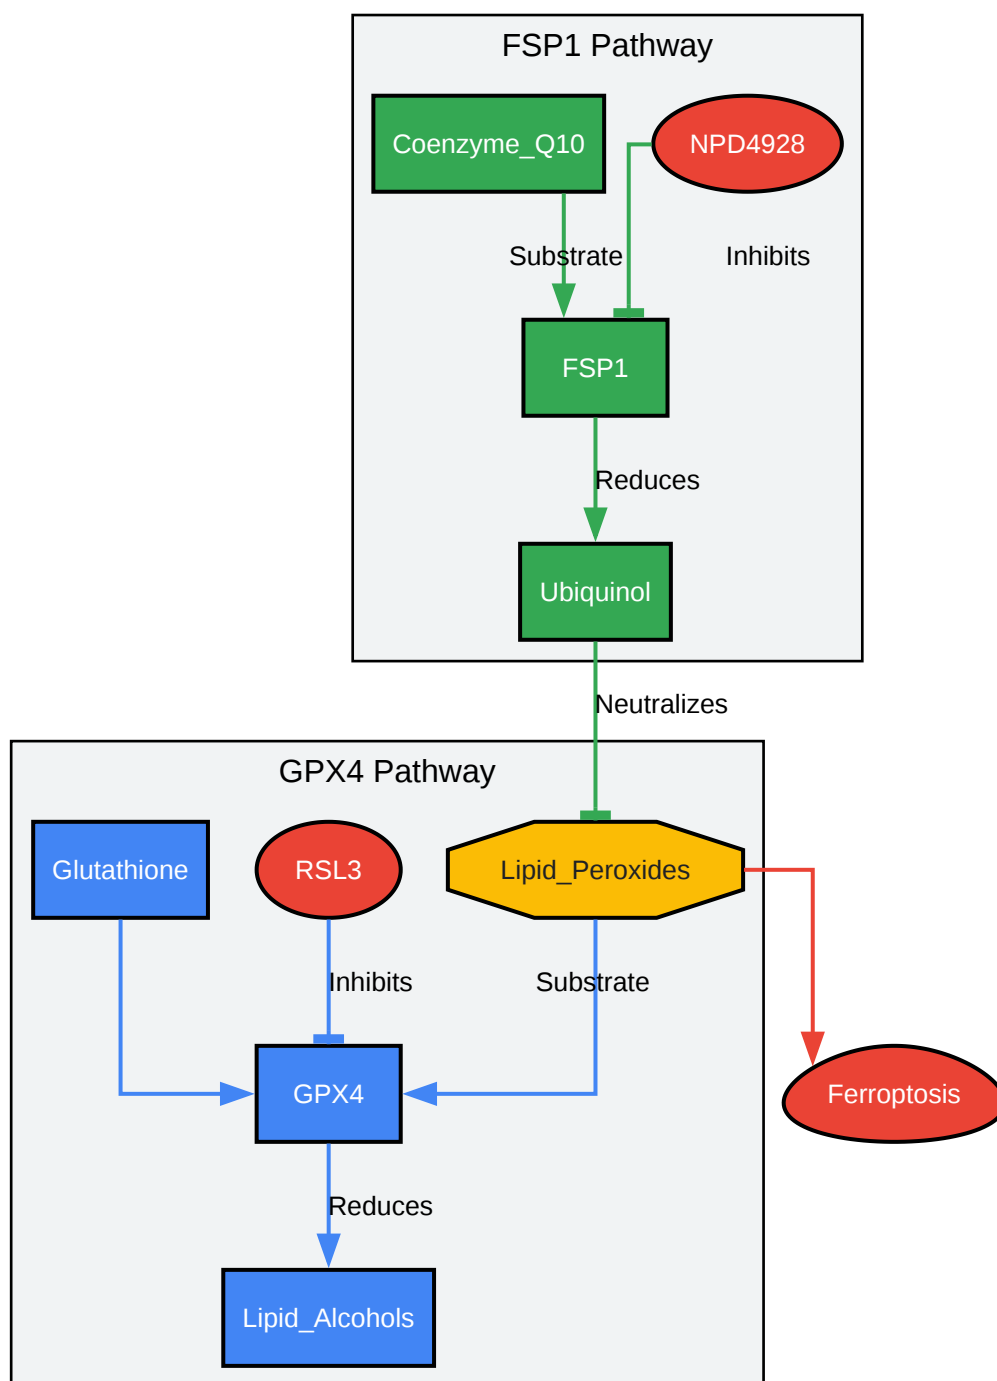 FSP1 Pathway
Coenzyme_Q10
NPD4928
Substrate
Inhibits
FSP1
Reduces
Ubiquinol
Neutralizes
GPX4 Pathway
Glutathione
RSL3
Lipid_Peroxides
Inhibits
Substrate
GPX4
Ferroptosis
Reduces
Lipid_Alcohols